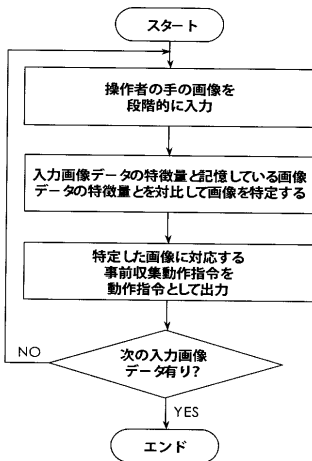 スタート
操作者の手の画像を
段階的に入力
入力画像データの特徴量と記憶している画像
データの特徴量とを対比して画像を特定する
特定した画像に対応する
事前収集動作指令を
動作指令として出力
次の入力画像
データ有り?
NO
YES
エンド